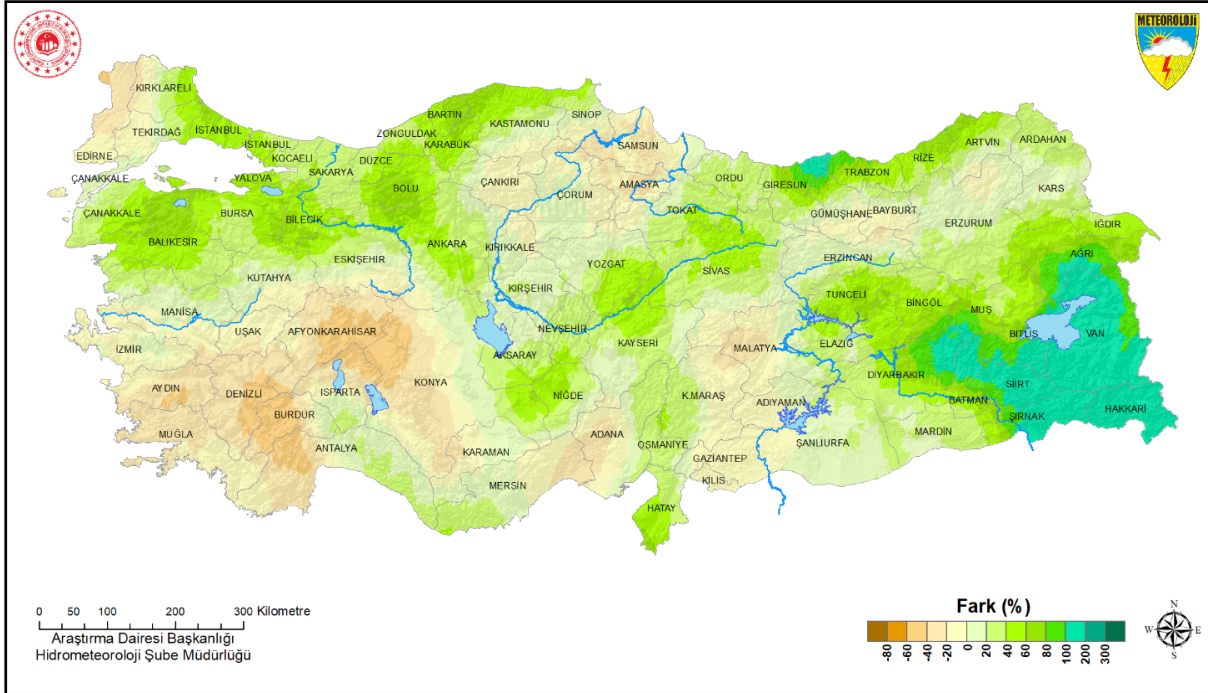 METEOROLOJİ
KIRKLARELİ
TEKİRDAĞ
EDİRNE
İSTANBUL
İSTANBUL
KOCAELİ
YALOVA
SAKARYA
DÜZCE
ZONGULDAK
BARTIN
KARABÜK
KASTAMONU
SİNOP
SAMSUN
BOLU
ÇANKIRI
ÇORUM
AMASYA
TOKAT
ORDU
GİRESUN
TRABZON
RİZE
ARTVİN
ARDAHAN
KARS
GÜMÜŞHANE
BAYBURT
ERZURUM
IĞDIR
AĞRI
ÇANAKKALE
ÇANAKKALE
BALIKESİR
BURSA
BİLECİK
ESKİŞEHİR
KÜTAHYA
ANKARA
KIRIKKALE
KIRŞEHİR
YOZGAT
SİVAS
ERZİNCAN
TUNCELİ
BİNGÖL
MUŞ
BİTLİS
VAN
MANİSA
UŞAK
AFYONKARAHİSAR
İZMİR
AYDIN
DENİZLİ
ISPARTA
BURDUR
MUĞLA
ANTALYA
KONYA
AKSARAY
NEVŞEHİR
KAYSERİ
NİĞDE
KARAMAN
MERSİN
ADANA
OSMANİYE
HATAY
K.MARAŞ
MALATYA
ELAZIĞ
ADIYAMAN
GAZİANTEP
KİLİS
ŞANLIURFA
DİYARBAKIR
BATMAN
MARDİN
SİİRT
ŞIRNAK
HAKKARİ
0 50 100 200 300 Kilometre
Araştırma Dairesi Başkanlığı
Hidrometeoroloji Şube Müdürlüğü
Fark (%)
-80 -60 -40 -20 0 20 40 60 80 100 200 300
N
W E
S